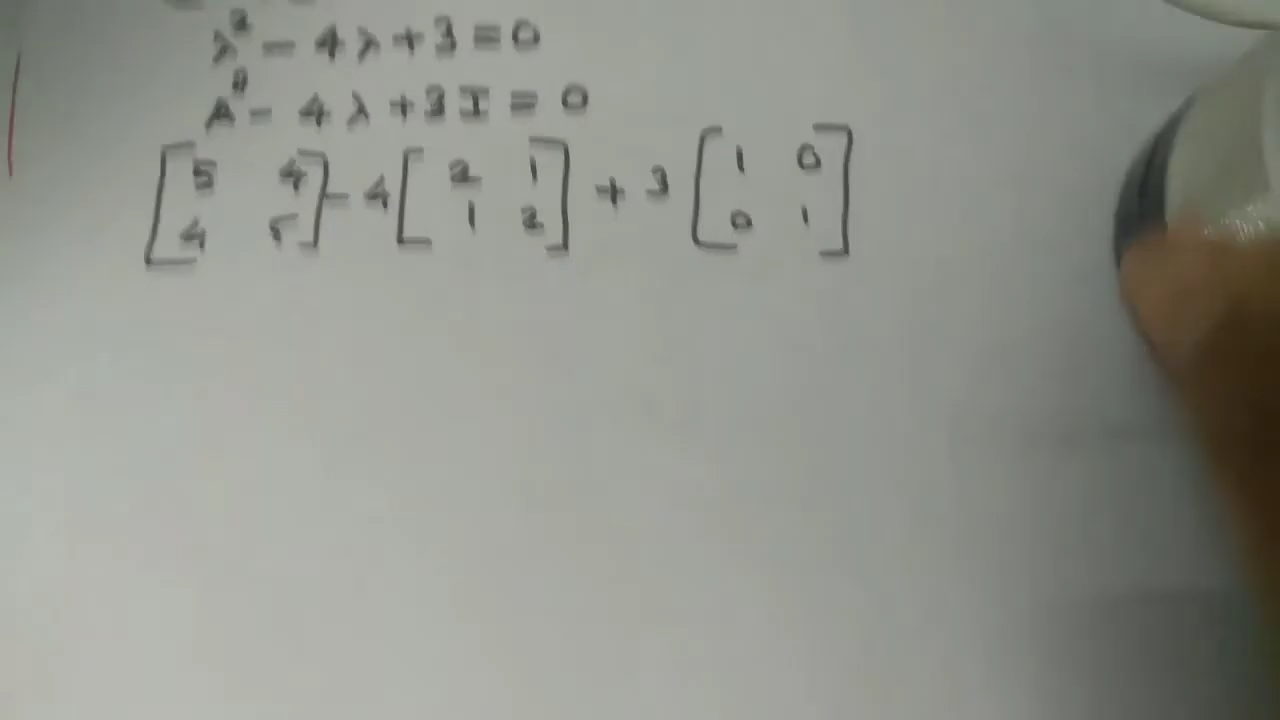 λ² - 4λ + 3 = 0
A² - 4λ + 3I = 0
[5 4; 4 5] - 4 [2 1; 1 2] + 3 [1 0; 0 1]